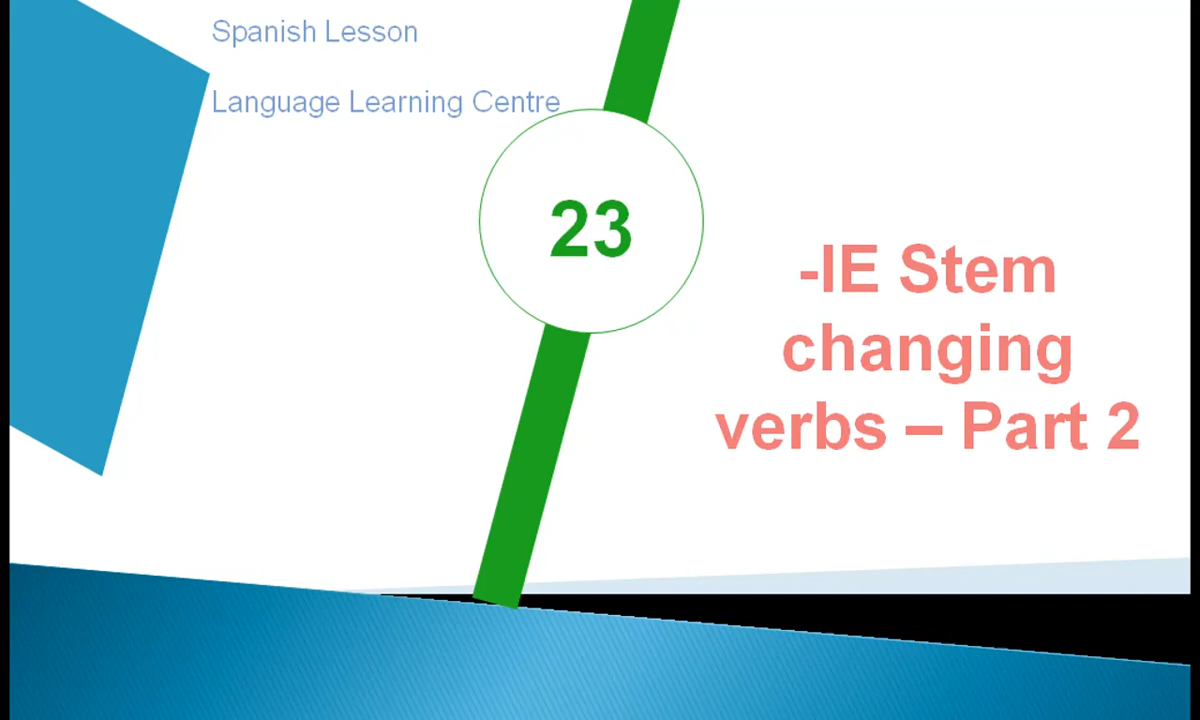 Spanish Lesson
Language Learning Centre
23
-IE Stem
changing
verbs – Part 2